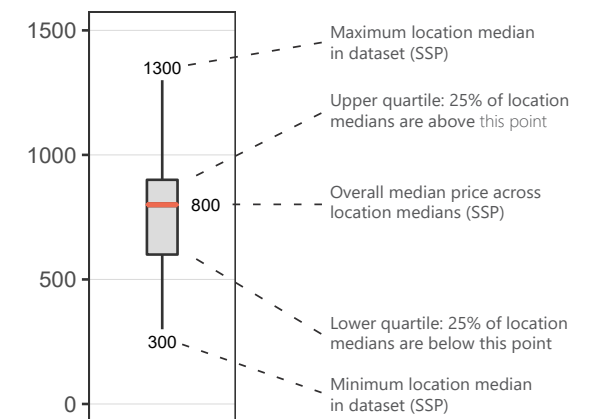 1500
1000
500
0
1300
800
300
Maximum location median
in dataset (SSP)
Upper quartile: 25% of location
medians are above this point
Overall median price across
location medians (SSP)
Lower quartile: 25% of location
medians are below this point
Minimum location median
in dataset (SSP)